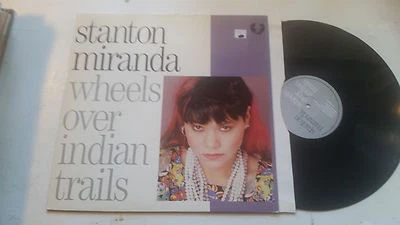 stanton
miranda
wheels
over
indian
trails